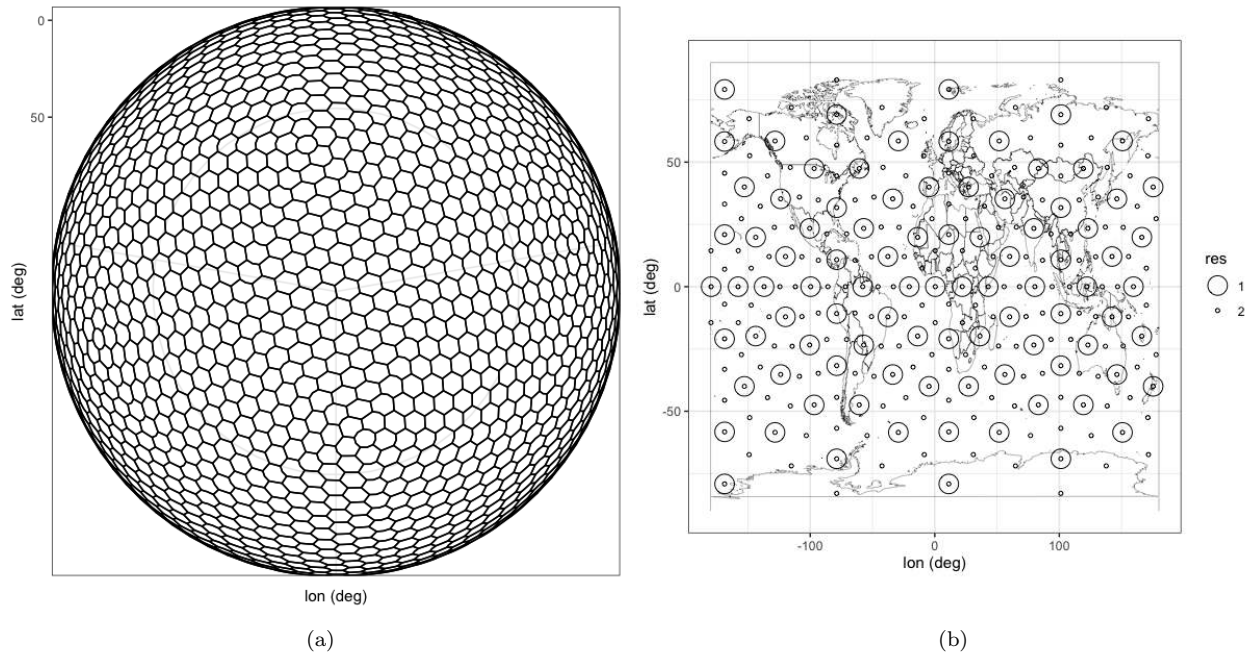 0
50
lat (deg)
lon (deg)
(a)
50
0
-50
lat (deg)
-100
0
100
lon (deg)
res
1
2
(b)